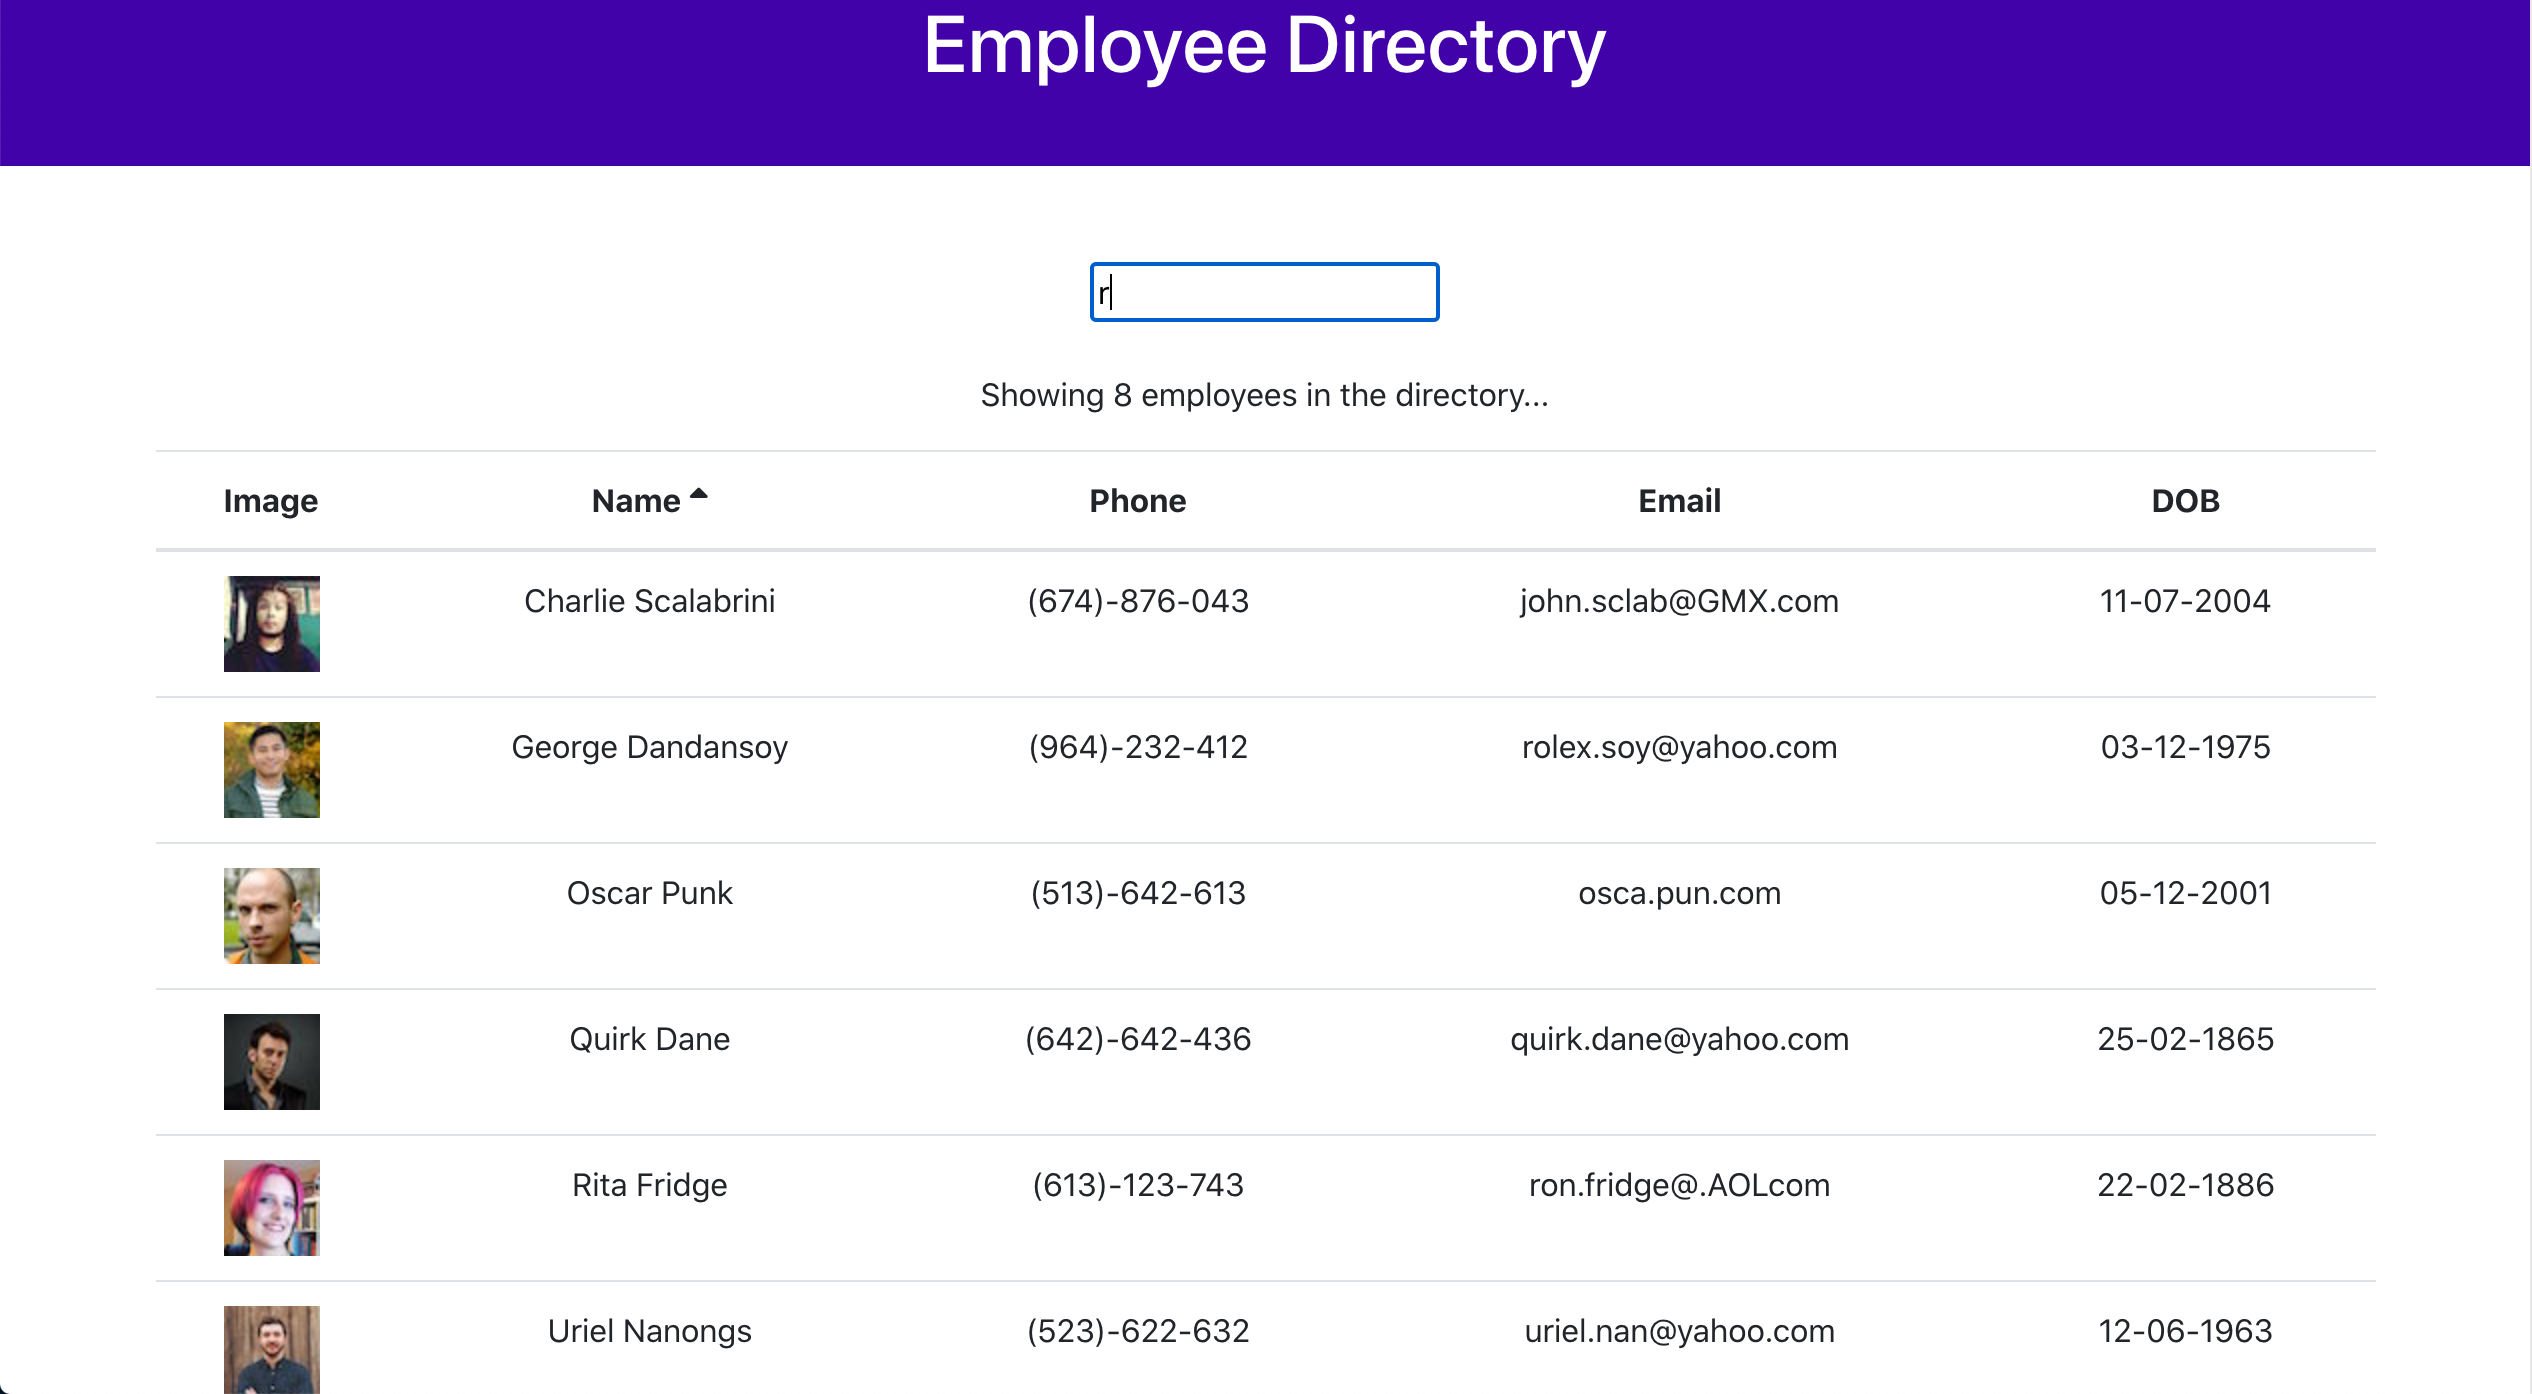 Employee Directory
r
Showing 8 employees in the directory...
Image Name Phone Email DOB
Charlie Scalabrini (674)-876-043 john.sclab@GMX.com 11-07-2004
George Dandansoy (964)-232-412 rolex.soy@yahoo.com 03-12-1975
Oscar Punk (513)-642-613 osca.pun.com 05-12-2001
Quirk Dane (642)-642-436 quirk.dane@yahoo.com 25-02-1865
Rita Fridge (613)-123-743 ron.fridge@.AOLcom 22-02-1886
Uriel Nanongs (523)-622-632 uriel.nan@yahoo.com 12-06-1963